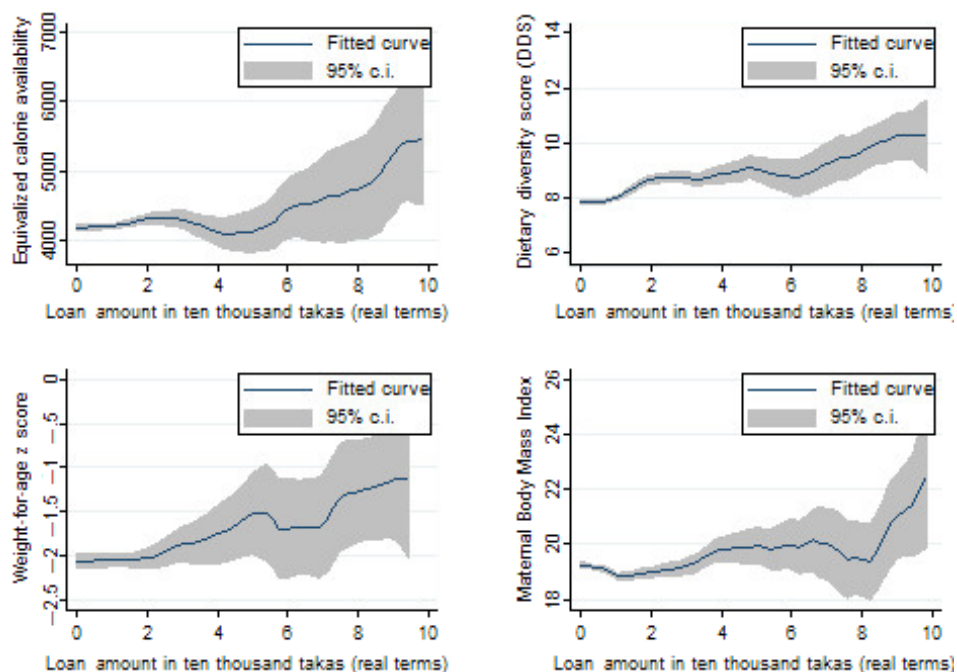 Equivalized calorie availability
7000
6000
5000
4000
Fitted curve
95% c.i.
0 2 4 6 8 10
Loan amount in ten thousand takas (real terms)
Dietary diversity score (DDS)
14
12
10
8
6
Fitted curve
95% c.i.
0 2 4 6 8 10
Loan amount in ten thousand takas (real terms)
Weight-for-age z score
0
−.5
−1
−1.5
−2
−2.5
Fitted curve
95% c.i.
0 2 4 6 8 10
Loan amount in ten thousand takas (real terms)
Maternal Body Mass Index
26
24
22
20
18
Fitted curve
95% c.i.
0 2 4 6 8 10
Loan amount in ten thousand takas (real terms)